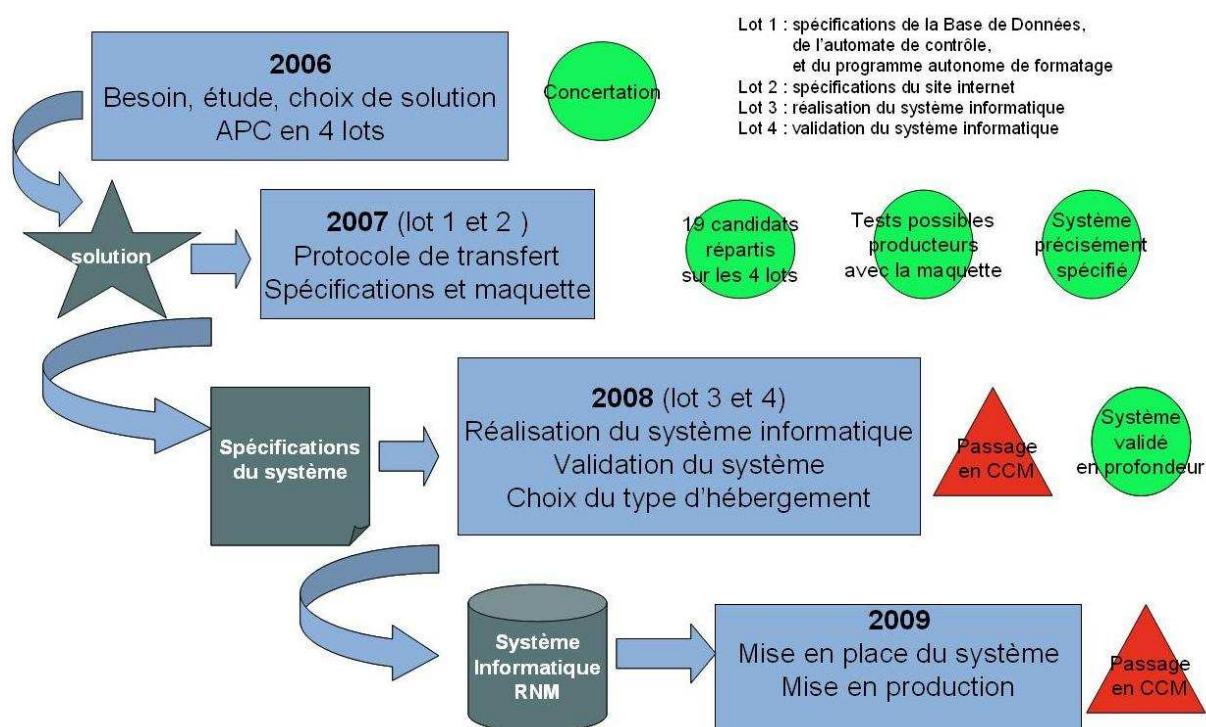 Lot 1 : spécifications de la Base de Données,
de l'automate de contrôle,
et du programme autonome de formatage
Lot 2 : spécifications du site internet
Lot 3 : réalisation du système informatique
Lot 4 : validation du système informatique
2006
Besoin, étude, choix de solution
APC en 4 lots
Concertation
solution
2007 (lot 1 et 2 )
Protocole de transfert
Spécifications et maquette
19 candidats
répartis
sur les 4 lots
Tests possibles
producteurs
avec la maquette
Système
précisément
spécifié
Spécifications
du système
2008 (lot 3 et 4)
Réalisation du système informatique
Validation du système
Choix du type d'hébergement
Passage
en CCM
Système
validé
en profondeur
Système
Informatique
RNM
2009
Mise en place du système
Mise en production
Passage
en CCM